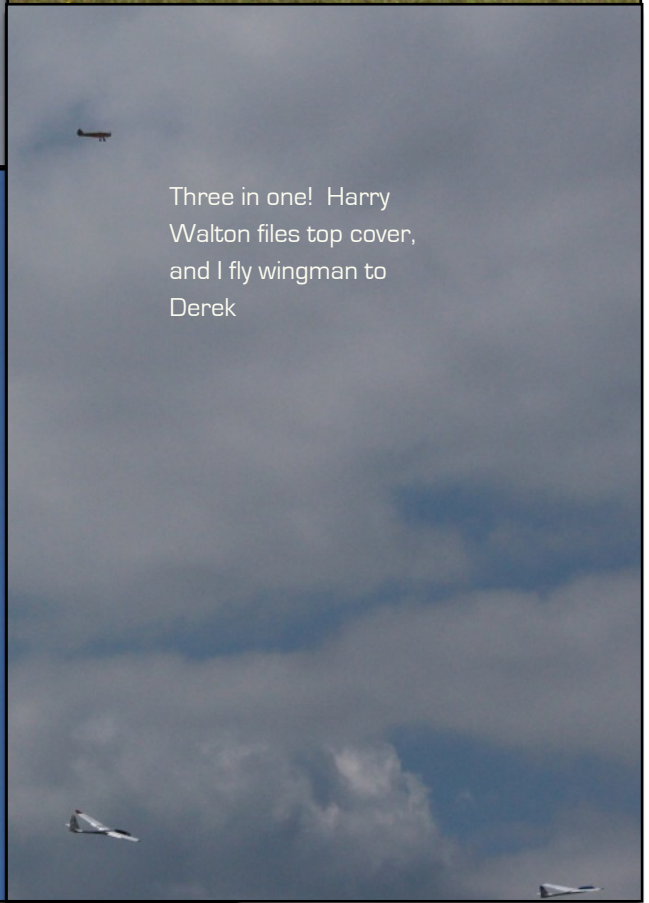 Three in one!  Harry
Walton files top cover,
and I fly wingman to
Derek